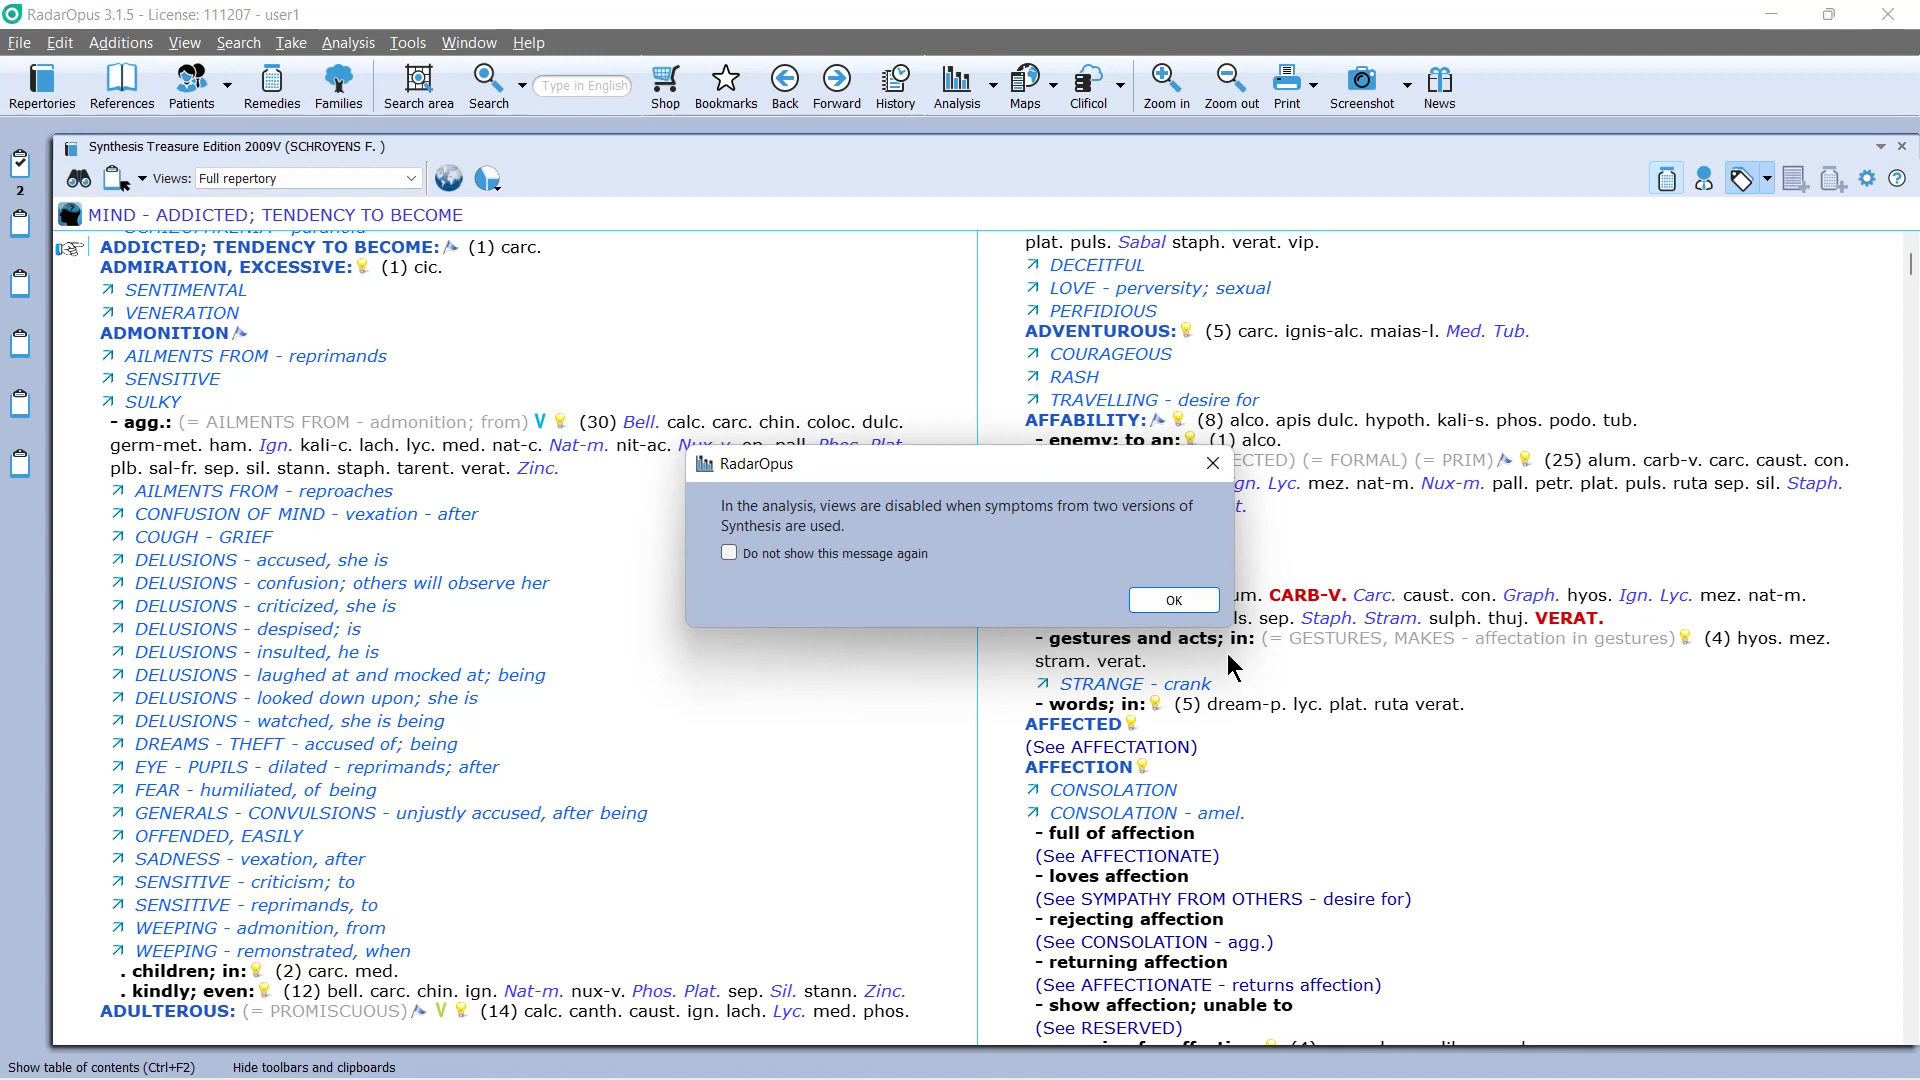 RadarOpus 3.1.5 - License: 111207 - user1
File Edit Additions View Search Take Analysis Tools Window Help
Repertories References Patients Remedies Families Search area Search Type in English Shop Bookmarks Back Forward History Analysis Maps Clificol Zoom in Zoom out Print Screenshot News
Synthesis Treasure Edition 2009V (SCHROYENS F. )
2
Views: Full repertory
MIND - ADDICTED; TENDENCY TO BECOME
ADDICTED; TENDENCY TO BECOME: (1) carc.
ADMIRATION, EXCESSIVE: (1) cic.
SENTIMENTAL
VENERATION
ADMONITION
AILMENTS FROM - reprimands
SENSITIVE
SULKY
- agg.: (= AILMENTS FROM - admonition; from) V (30) Bell. calc. carc. chin. coloc. dulc.
germ-met. ham. Ign. kali-c. lach. lyc. med. nat-c. Nat-m. nit-ac.
plb. sal-fr. sep. sil. stann. staph. tarent. verat. Zinc.
AILMENTS FROM - reproaches
CONFUSION OF MIND - vexation - after
COUGH - GRIEF
DELUSIONS - accused, she is
DELUSIONS - confusion; others will observe her
DELUSIONS - criticized, she is
DELUSIONS - despised; is
DELUSIONS - insulted, he is
DELUSIONS - laughed at and mocked at; being
DELUSIONS - looked down upon; she is
DELUSIONS - watched, she is being
DREAMS - THEFT - accused of; being
EYE - PUPILS - dilated - reprimands; after
FEAR - humiliated, of being
GENERALS - CONVULSIONS - unjustly accused, after being
OFFENDED, EASILY
SADNESS - vexation, after
SENSITIVE - criticism; to
SENSITIVE - reprimands, to
WEEPING - admonition, from
WEEPING - remonstrated, when
. children; in: (2) carc. med.
. kindly; even: (12) bell. carc. chin. ign. Nat-m. nux-v. Phos. Plat. sep. Sil. stann. Zinc.
ADULTEROUS: (= PROMISCUOUS) V (14) calc. canth. caust. ign. lach. Lyc. med. phos.
plat. puls. Sabal staph. verat. vip.
DECEITFUL
LOVE - perversity; sexual
PERFIDIOUS
ADVENTUROUS: (5) carc. ignis-alc. maias-l. Med. Tub.
COURAGEOUS
RASH
TRAVELLING - desire for
AFFABILITY: (8) alco. apis dulc. hypoth. kali-s. phos. podo. tub.
- enemy; to an: (1) alco.
ECTED) (= FORMAL) (= PRIM) (25) alum. carb-v. carc. caust. con.
gn. Lyc. mez. nat-m. Nux-m. pall. petr. plat. puls. ruta sep. sil. Staph.
t.
um. CARB-V. Carc. caust. con. Graph. hyos. Ign. Lyc. mez. nat-m.
ls. sep. Staph. Stram. sulph. thuj. VERAT.
- gestures and acts; in: (= GESTURES, MAKES - affectation in gestures) (4) hyos. mez.
stram. verat.
STRANGE - crank
- words; in: (5) dream-p. lyc. plat. ruta verat.
AFFECTED
(See AFFECTATION)
AFFECTION
CONSOLATION
CONSOLATION - amel.
- full of affection
(See AFFECTIONATE)
- loves affection
(See SYMPATHY FROM OTHERS - desire for)
- rejecting affection
(See CONSOLATION - agg.)
- returning affection
(See AFFECTIONATE - returns affection)
- show affection; unable to
(See RESERVED)
RadarOpus
In the analysis, views are disabled when symptoms from two versions of
Synthesis are used.
Do not show this message again
OK
Show table of contents (Ctrl+F2) Hide toolbars and clipboards